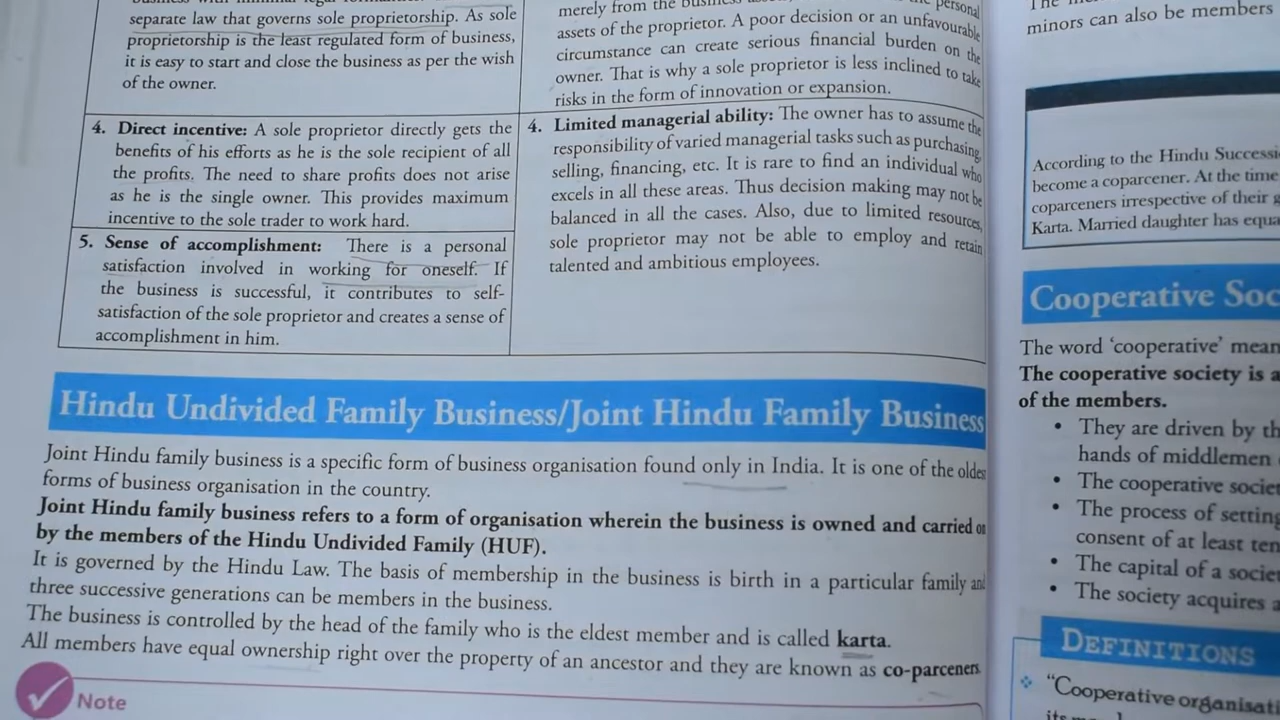 separate law that governs sole proprietorship. As sole
proprietorship is the least regulated form of business,
it is easy to start and close the business as per the wish
of the owner.
4. Direct incentive: A sole proprietor directly gets the
benefits of his efforts as he is the sole recipient of all
the profits. The need to share profits does not arise
as he is the single owner. This provides maximum
incentive to the sole trader to work hard.
5. Sense of accomplishment: There is a personal
satisfaction involved in working for oneself. If
the business is successful, it contributes to self-
satisfaction of the sole proprietor and creates a sense of
accomplishment in him.
merely from the business personal
assets of the proprietor. A poor decision or an unfavourable
circumstance can create serious financial burden on the
owner. That is why a sole proprietor is less inclined to take
risks in the form of innovation or expansion.
4. Limited managerial ability: The owner has to assume the
responsibility of varied managerial tasks such as purchasing,
selling, financing, etc. It is rare to find an individual who
excels in all these areas. Thus decision making may not be
balanced in all the cases. Also, due to limited resources,
sole proprietor may not be able to employ and retain
talented and ambitious employees.
Hindu Undivided Family Business/Joint Hindu Family Business
Joint Hindu family business is a specific form of business organisation found only in India. It is one of the oldes
forms of business organisation in the country.
Joint Hindu family business refers to a form of organisation wherein the business is owned and carried on
by the members of the Hindu Undivided Family (HUF).
It is governed by the Hindu Law. The basis of membership in the business is birth in a particular family and
three successive generations can be members in the business.
The business is controlled by the head of the family who is the eldest member and is called karta.
All members have equal ownership right over the property of an ancestor and they are known as co-parceners.
Note
minors can also be members
According to the Hindu Successi
become a coparcener. At the time
coparceners irrespective of their g
Karta. Married daughter has equa
Cooperative Soc
The word 'cooperative' mean
The cooperative society is a
of the members.
• They are driven by th
hands of middlemen
• The cooperative societ
• The process of setting
consent of at least ten
• The capital of a societ
• The society acquires a
DEFINITIONS
"Cooperative organisati